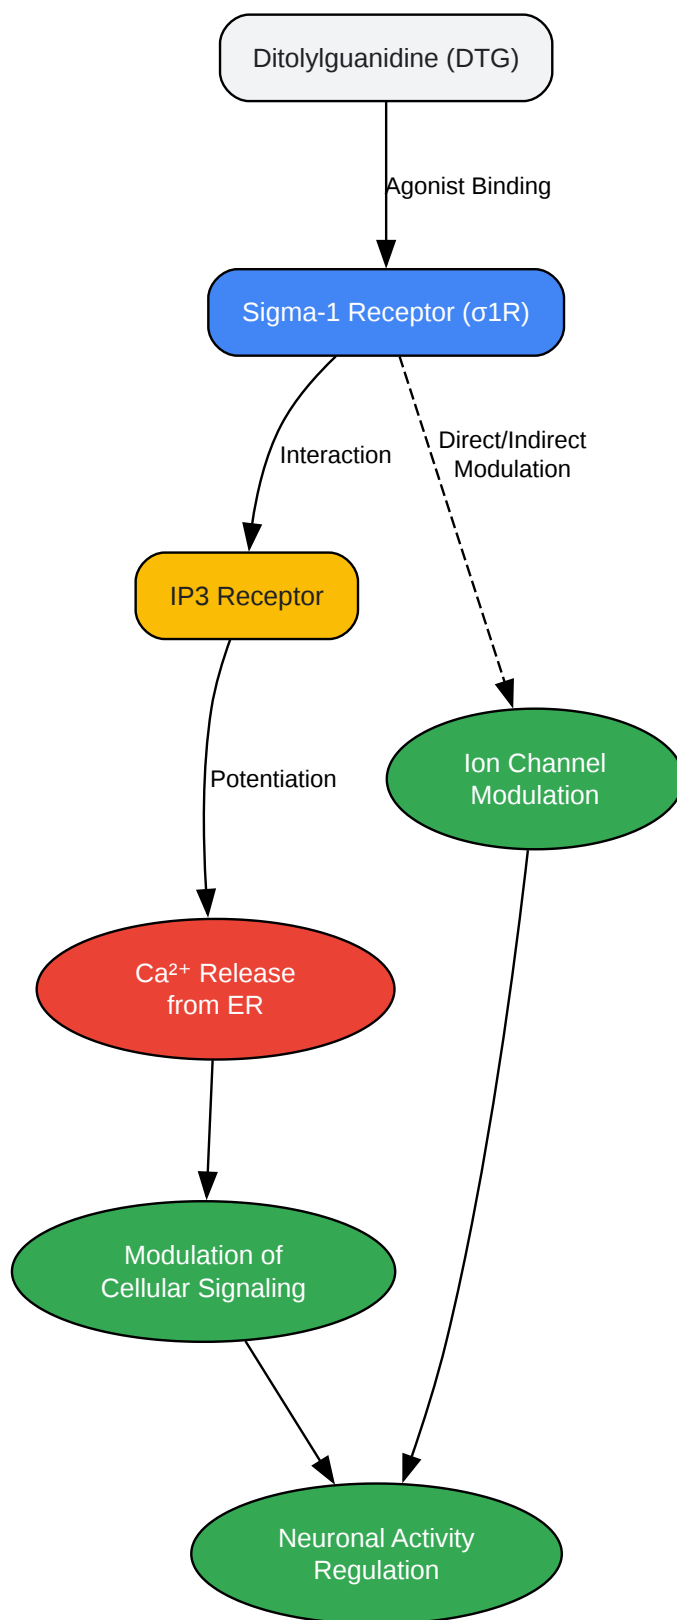 Ditolylguanidine (DTG)
Agonist Binding
Sigma-1 Receptor (σ1R)
Direct/Indirect
Modulation
Interaction
IP3 Receptor
Ion Channel
Modulation
Potentiation
Ca²⁺ Release
from ER
Modulation of
Cellular Signaling
Neuronal Activity
Regulation